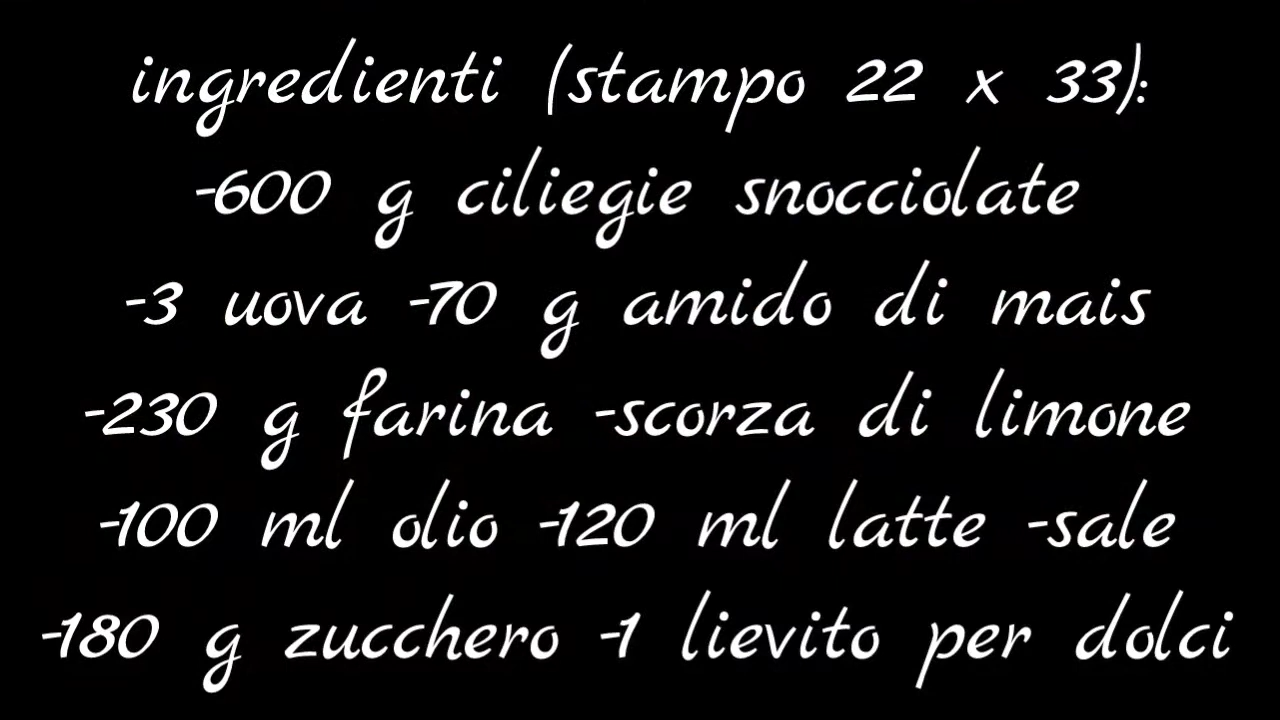 ingredienti (stampo 22 x 33):
-600 g ciliegie snocciolate
-3 uova -70 g amido di mais
-230 g farina -scorza di limone
-100 ml olio -120 ml latte -sale
-180 g zucchero -1 lievito per dolci